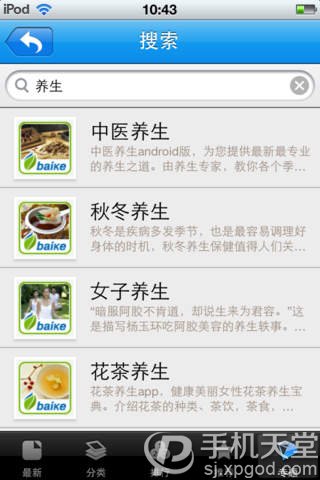 iPod 10:43
搜索
养生
中医养生
中医养生android版，为您提供最新最专业
的养生之道。由养生专家，教你各个季…
baike
秋冬养生
秋冬是疾病多发季节，也是最容易调理好
身体的时机，秋冬养生保健值得人们关…
baike
女子养生
“暗服阿胶不肯道，却说生来为君容。”这
是描写杨玉环吃阿胶美容的养生轶事。…
baike
花茶养生
花茶养生app，健康美丽女性花茶养生宝
典。介绍花茶的种类、茶饮，茶食，…
baike
最新 分类 排行
手机天堂
sj.xpgod.com